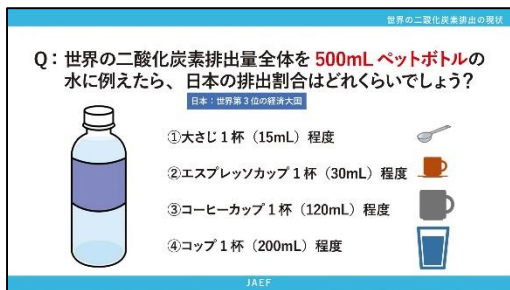 世界の二酸化炭素排出の現状
Q：世界の二酸化炭素排出量全体を 500mL ペットボトルの
水に例えたら、日本の排出割合はどれくらいでしょう？
日本：世界第3位の経済大国
①大さじ1杯（15mL）程度
②エスプレッソカップ1杯（30mL）程度
③コーヒーカップ1杯（120mL）程度
④コップ1杯（200mL）程度
JAEF